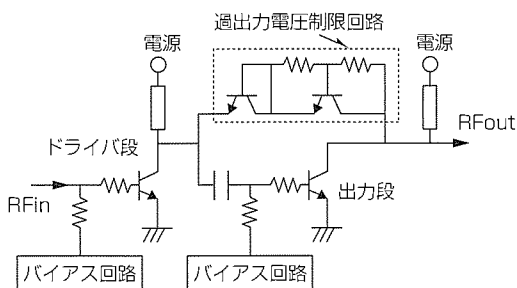 過出力電圧制限回路
電源
電源
ドライバ段
RFout
RFin
出力段
バイアス回路
バイアス回路